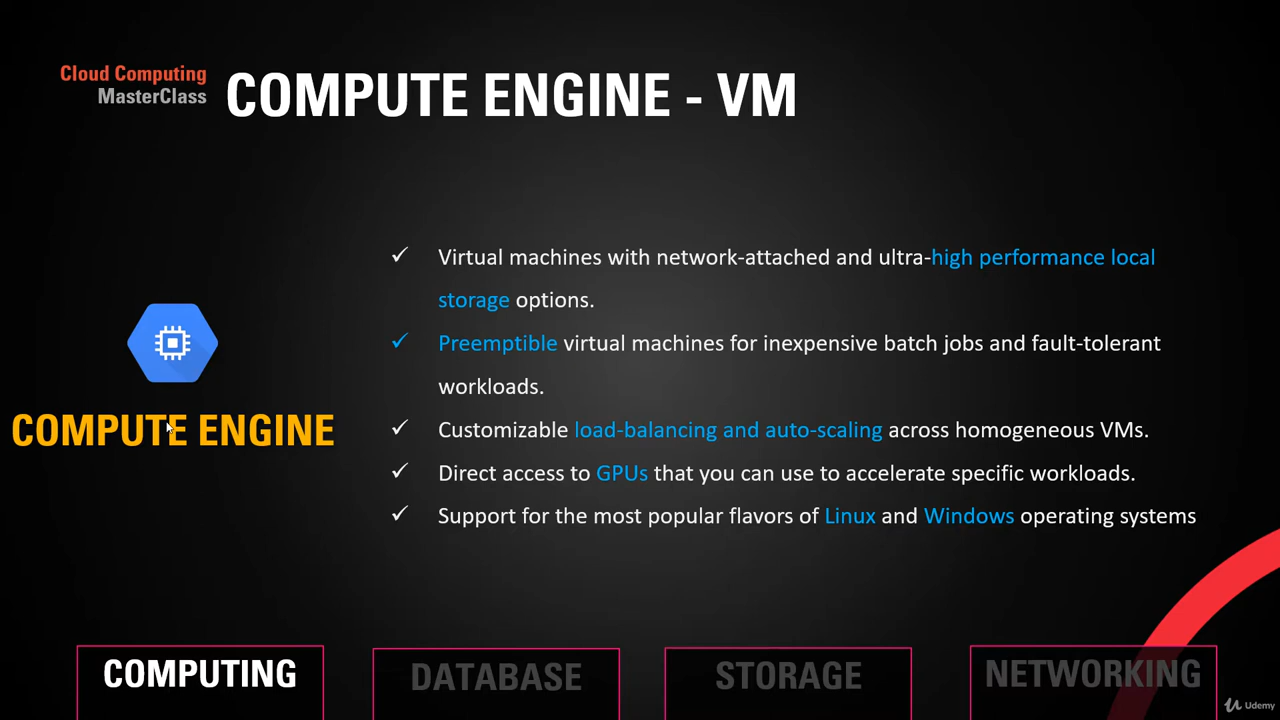 Cloud Computing
MasterClass
COMPUTE ENGINE - VM
✓ Virtual machines with network-attached and ultra-high performance local
storage options.
✓ Preemptible virtual machines for inexpensive batch jobs and fault-tolerant
workloads.
✓ Customizable load-balancing and auto-scaling across homogeneous VMs.
✓ Direct access to GPUs that you can use to accelerate specific workloads.
✓ Support for the most popular flavors of Linux and Windows operating systems
COMPUTE ENGINE
COMPUTING
DATABASE
STORAGE
NETWORKING
Udemy